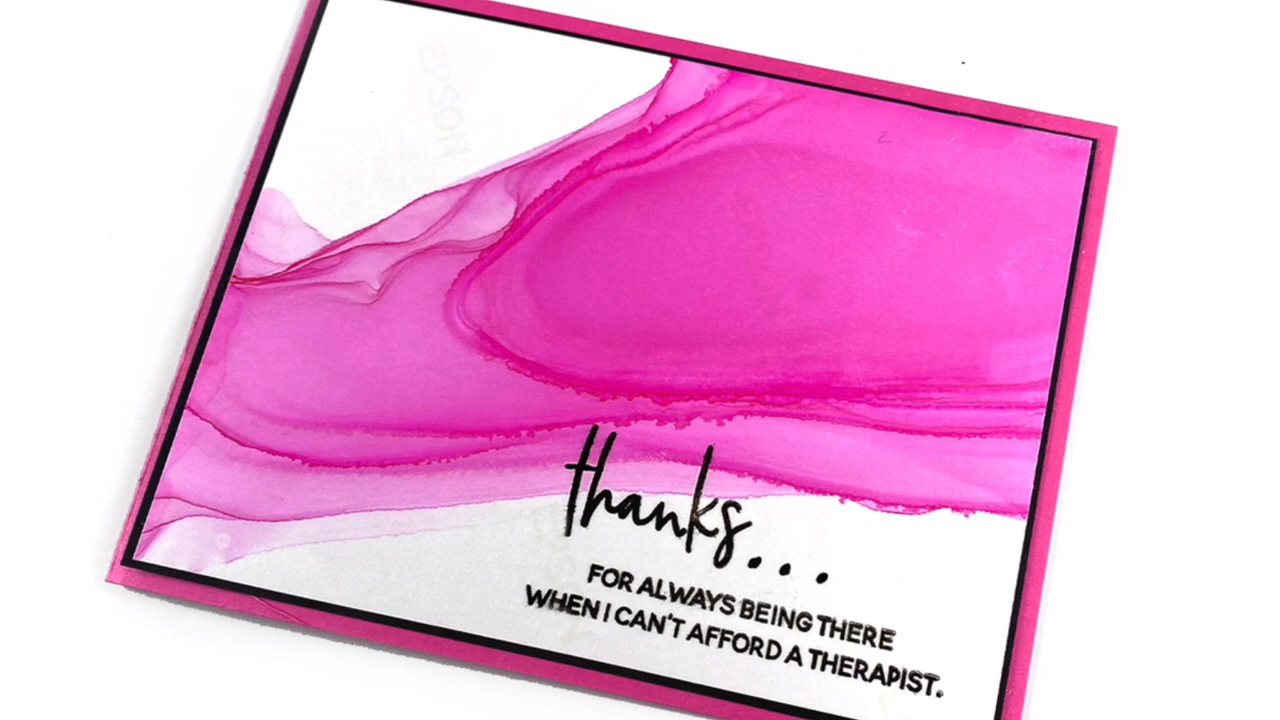 thanks...
FOR ALWAYS BEING THERE
WHEN I CAN'T AFFORD A THERAPIST.